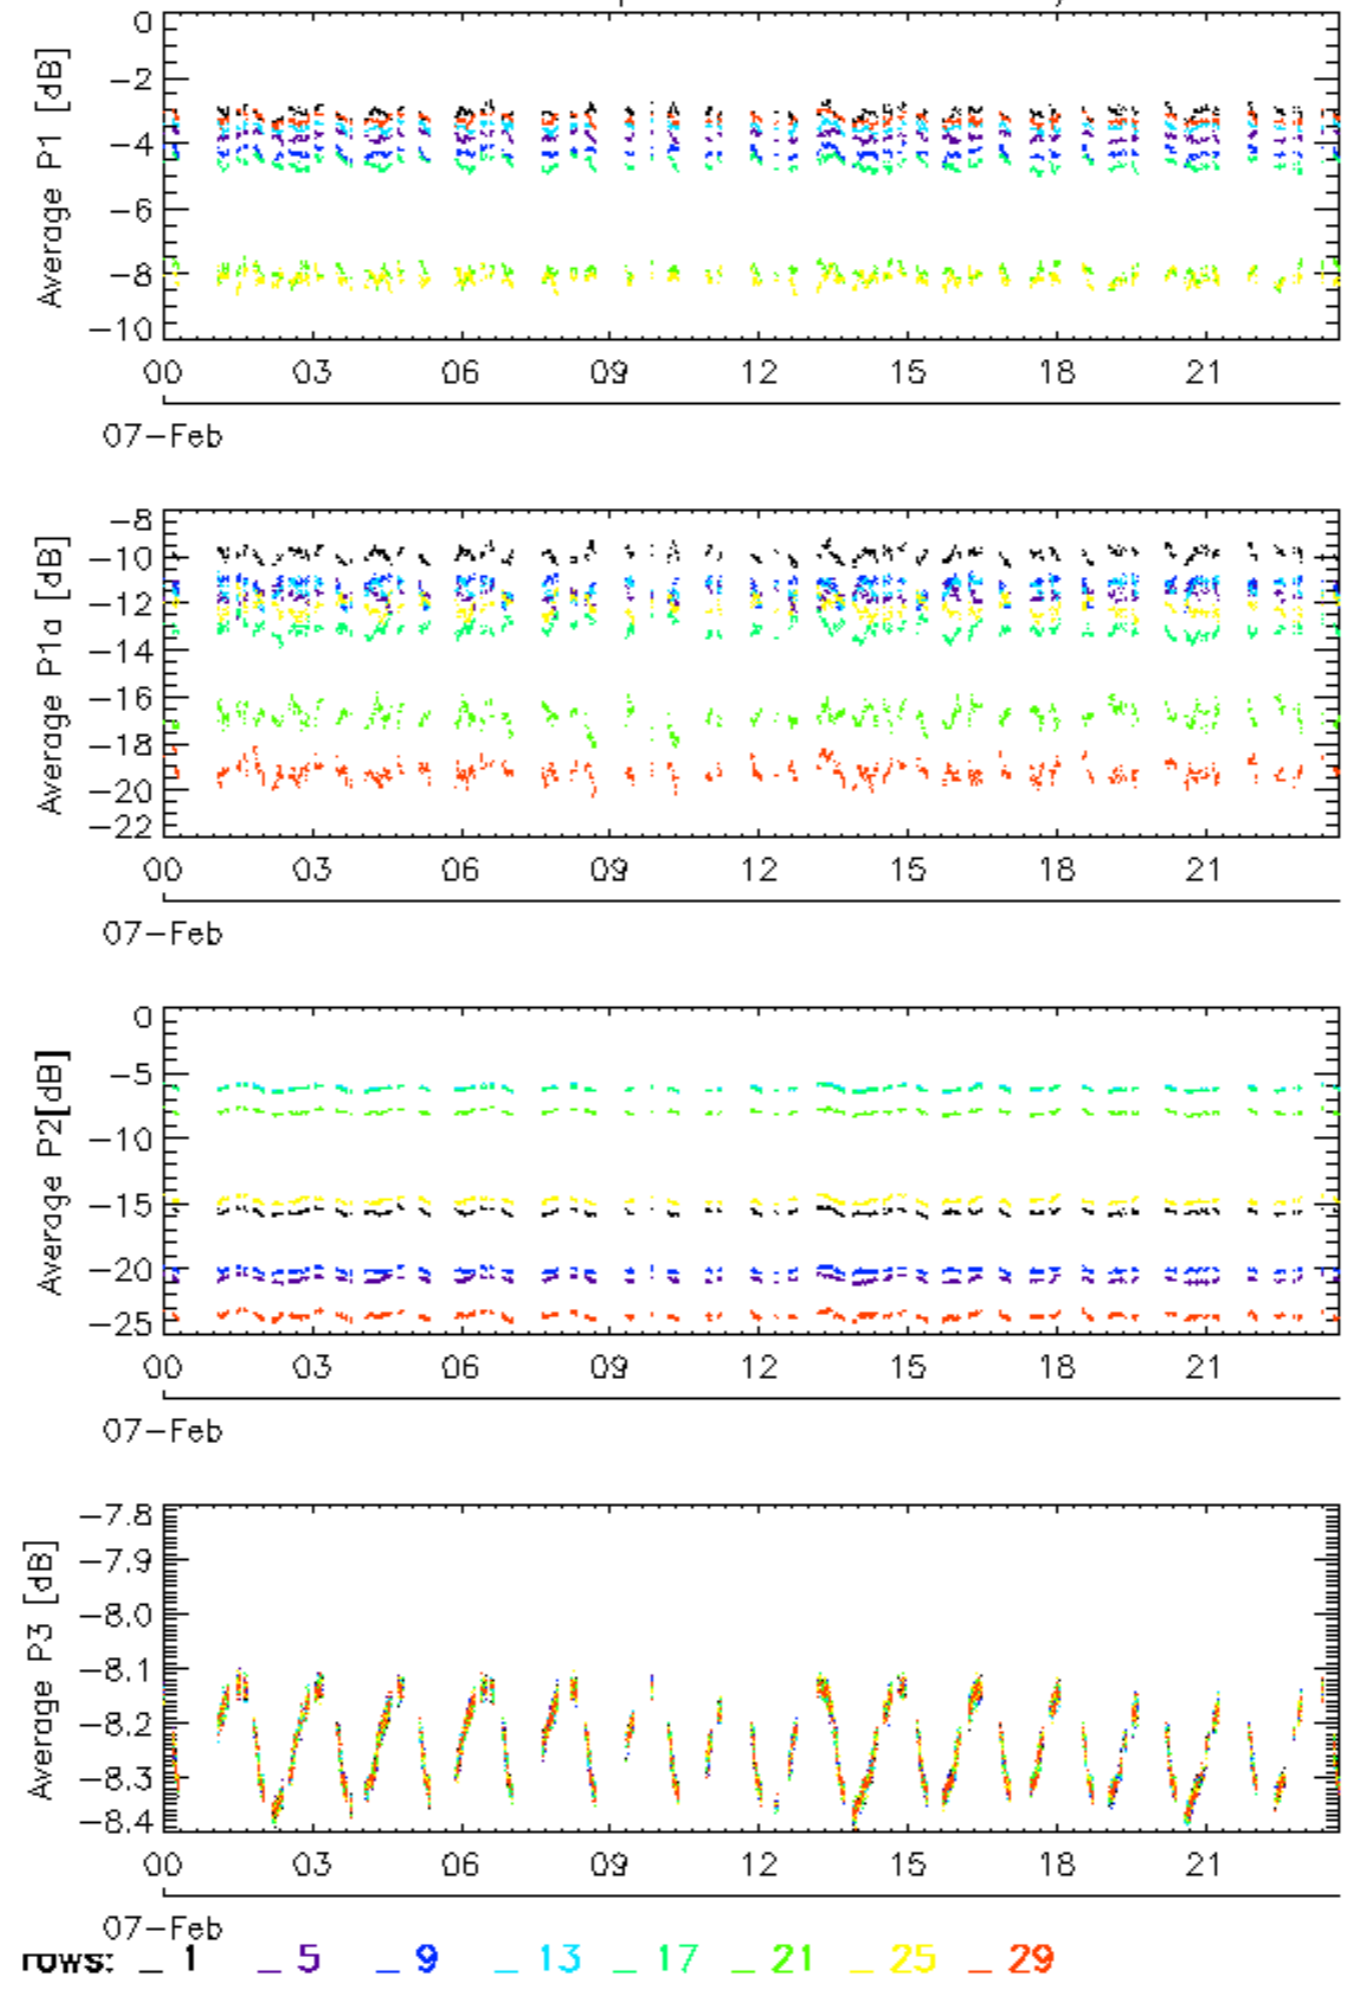 Average P1 [dB]
0
−2
−4
−6
−8
−10
00 03 06 09 12 15 18 21
07−Feb
Average P1a [dB]
−8
−10
−12
−14
−16
−18
−20
−22
00 03 06 09 12 15 18 21
07−Feb
Average P2[dB]
0
−5
−10
−15
−20
−25
00 03 06 09 12 15 18 21
07−Feb
Average P3 [dB]
−7.8
−7.9
−8.0
−8.1
−8.2
−8.3
−8.4
00 03 06 09 12 15 18 21
07−Feb
rows: _ 1 _ 5 _ 9 _ 13 _ 17 _ 21 _ 25 _ 29